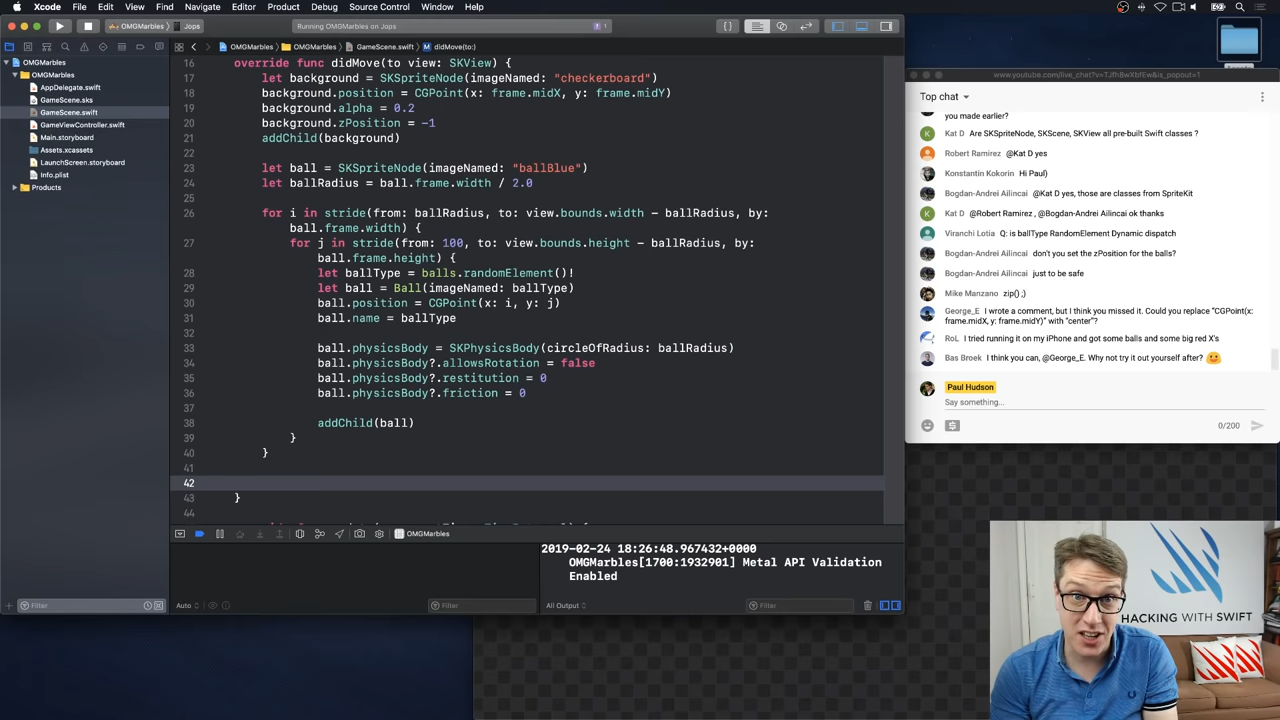 Xcode File Edit View Find Navigate Editor Product Debug Source Control Window Help
OMGMarbles Jops
Running OMGMarbles on Jops
1
OMGMarbles OMGMarbles GameScene.swift M didMove(to:)
OMGMarbles
OMGMarbles
AppDelegate.swift
GameScene.sks
GameScene.swift
GameViewController.swift
Main.storyboard
Assets.xcassets
LaunchScreen.storyboard
Info.plist
Products
16 override func didMove(to view: SKView) {
17 let background = SKSpriteNode(imageNamed: "checkerboard")
18 background.position = CGPoint(x: frame.midX, y: frame.midY)
19 background.alpha = 0.2
20 background.zPosition = -1
21 addChild(background)
22
23 let ball = SKSpriteNode(imageNamed: "ballBlue")
24 let ballRadius = ball.frame.width / 2.0
25
26 for i in stride(from: ballRadius, to: view.bounds.width - ballRadius, by:
ball.frame.width) {
27 for j in stride(from: 100, to: view.bounds.height - ballRadius, by:
ball.frame.height) {
28 let ballType = balls.randomElement()!
29 let ball = Ball(imageNamed: ballType)
30 ball.position = CGPoint(x: i, y: j)
31 ball.name = ballType
32
33 ball.physicsBody = SKPhysicsBody(circleOfRadius: ballRadius)
34 ball.physicsBody?.allowsRotation = false
35 ball.physicsBody?.restitution = 0
36 ball.physicsBody?.friction = 0
37
38 addChild(ball)
39 }
40 }
41
42
43 }
44
OMGMarbles
2019-02-24 18:26:48.967432+0000
OMGMarbles[1700:1932901] Metal API Validation
Enabled
Filter
Auto
Filter
All Output
Filter
Top chat
you made earlier?
K Kat D Are SKSpriteNode, SKScene, SKView all pre-built Swift classes ?
Robert Ramirez @Kat D yes
Konstantin Kokorin Hi Paul)
Bogdan-Andrei Ailincai @Kat D yes, those are classes from SpriteKit
K Kat D @Robert Ramirez , @Bogdan-Andrei Ailincai ok thanks
Viranchi Lotia Q: is ballType RandomElement Dynamic dispatch
Bogdan-Andrei Ailincai don't you set the zPosition for the balls?
Bogdan-Andrei Ailincai just to be safe
Mike Manzano zip() ;)
George_E I wrote a comment, but I think you missed it. Could you replace "CGPoint(x:
frame.midX, y: frame.midY)" with "center"?
RoL I tried running it on my iPhone and got some balls and some big red X's
Bas Broek I think you can, @George_E. Why not try it out yourself after?
Paul Hudson
Say something...
0/200
HACKING WITH SWIFT